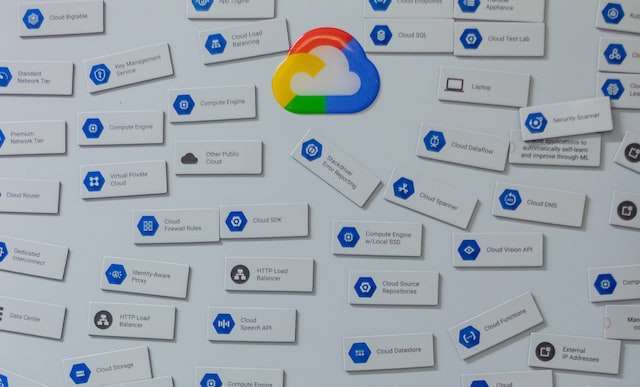 Cloud Bigtable
App Engine
Cloud Endpoints
Transfer
Appliance
Cloud Load
Balancing
Cloud SQL
Cloud Test Lab
Standard
Network Tier
Key Management
Service
Laptop
Compute Engine
Security Scanner
Premium
Network Tier
Compute Engine
Other Public
Cloud
Stackdriver
Error Reporting
Cloud Dataflow
applications to
automatically self-learn
and improve through ML
Cloud Router
Virtual Private
Cloud
Cloud Spanner
Cloud DNS
Cloud
Firewall Rules
Cloud SDK
Compute Engine
w/Local SSD
Cloud Vision API
Dedicated
Interconnect
Identity-Aware
Proxy
HTTP Load
Balancer
Cloud Source
Repositories
Data Center
HTTP Load
Balancer
Cloud
Speech API
Cloud Functions
Cloud Storage
Cloud Datastore
External
IP Addresses
Compute Engine